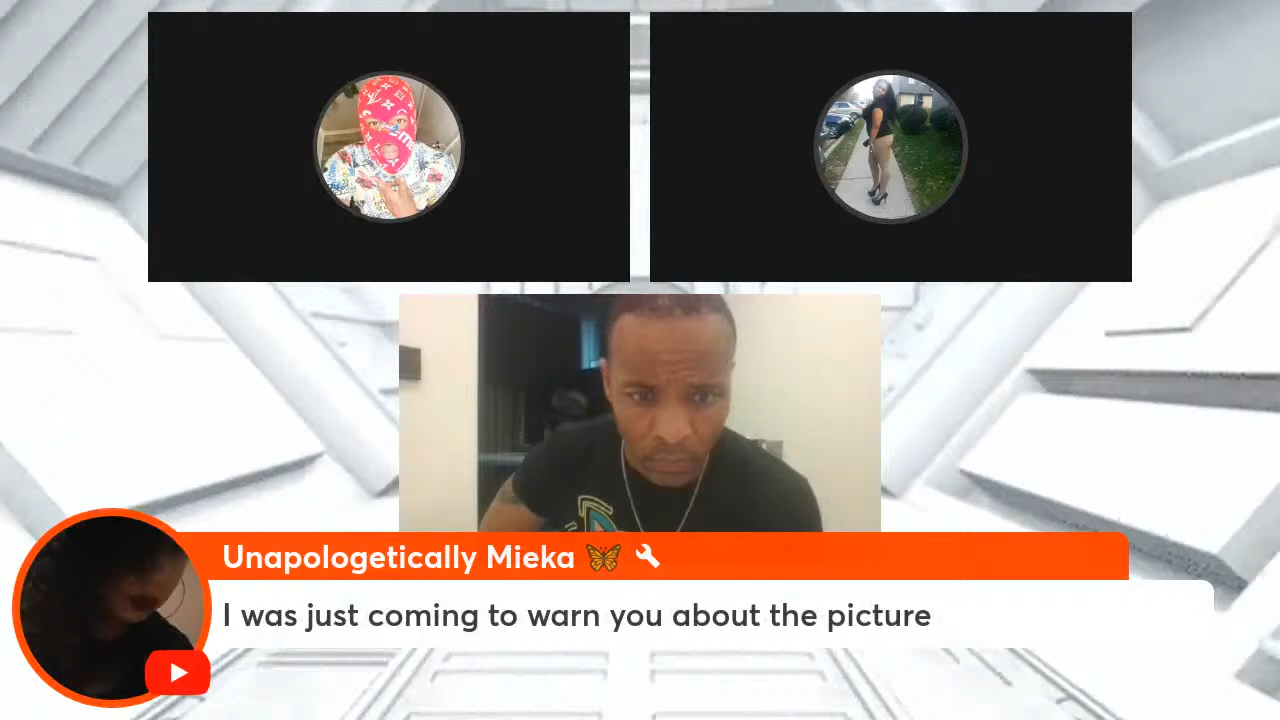 Unapologetically Mieka 🦋 🔧
I was just coming to warn you about the picture